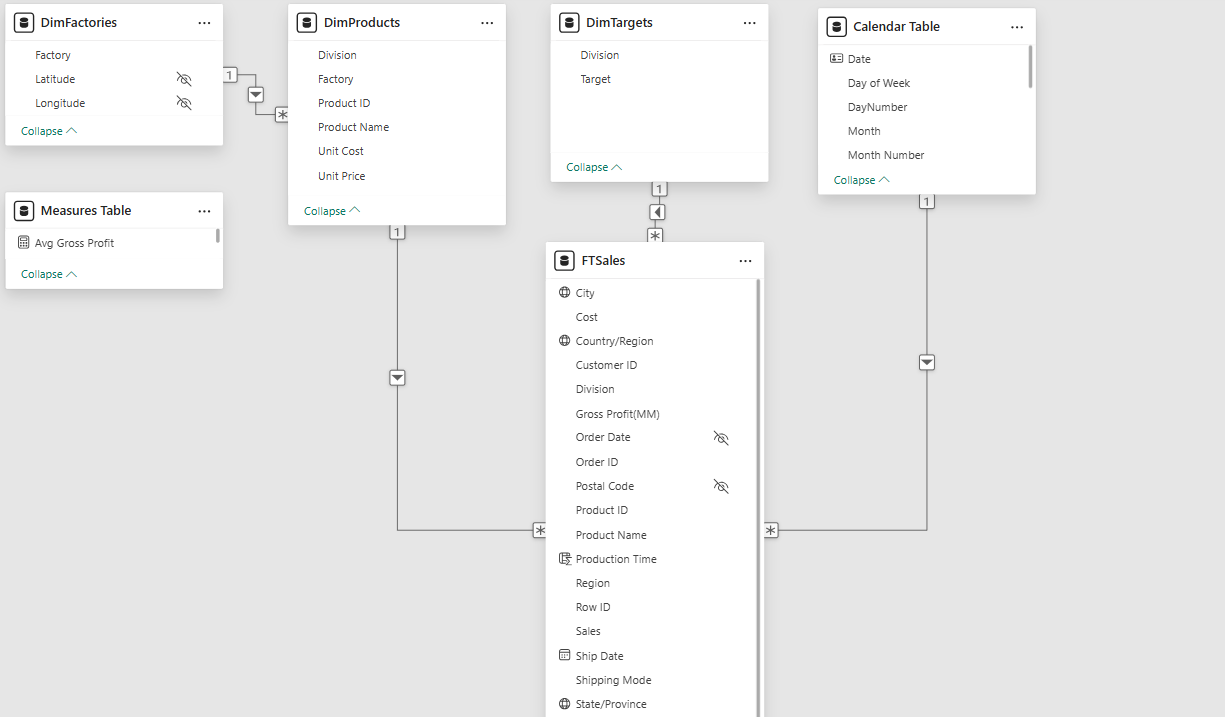 DimFactories
Factory
Latitude
Longitude
Collapse
1
*
Measures Table
Avg Gross Profit
Collapse
DimProducts
Division
Factory
Product ID
Product Name
Unit Cost
Unit Price
Collapse
1
*
DimTargets
Division
Target
Collapse
1
*
Calendar Table
Date
Day of Week
DayNumber
Month
Month Number
Collapse
1
*
FTSales
City
Cost
Country/Region
Customer ID
Division
Gross Profit(MM)
Order Date
Order ID
Postal Code
Product ID
Product Name
Production Time
Region
Row ID
Sales
Ship Date
Shipping Mode
State/Province